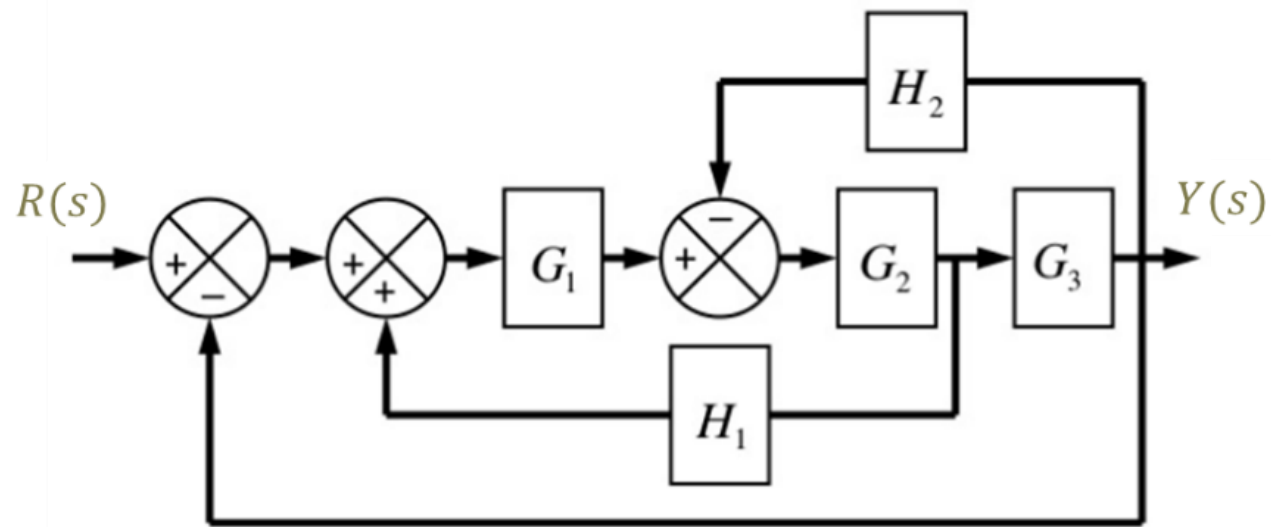 H₂
R(s)
Y(s)
−
+
+
+
G₁
G₂
G₃
−
+
H₁